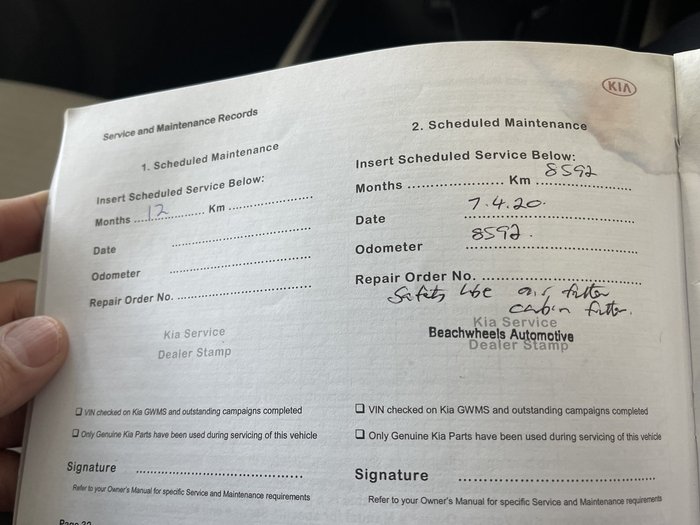 KIA
Service and Maintenance Records
1. Scheduled Maintenance
Insert Scheduled Service Below:
Months ...12............ Km ........................
Date ........................................
Odometer ........................................
Repair Order No. ........................................
Kia Service
Dealer Stamp
❑ VIN checked on Kia GWMS and outstanding campaigns completed
❑ Only Genuine Kia Parts have been used during servicing of this vehicle
Signature ................................................
Refer to your Owner's Manual for specific Service and Maintenance requirements
2. Scheduled Maintenance
Insert Scheduled Service Below:
Months ........................ Km 8592
Date 7.4.20.
Odometer 8592.
Repair Order No. ........................................
Safety lube air filter
cabin filter.
Kia Service
Beachwheels Automotive
Dealer Stamp
❑ VIN checked on Kia GWMS and outstanding campaigns completed
❑ Only Genuine Kia Parts have been used during servicing of this vehicle
Signature ................................................
Refer to your Owner's Manual for specific Service and Maintenance requirements